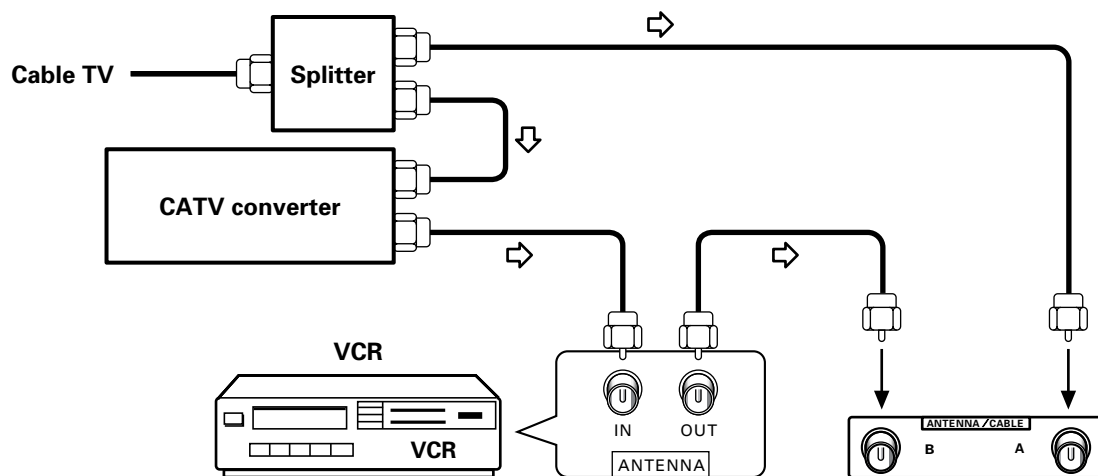 Cable TV
Splitter
CATV converter
VCR
VCR
IN OUT
ANTENNA
ANTENNA/CABLE
B A